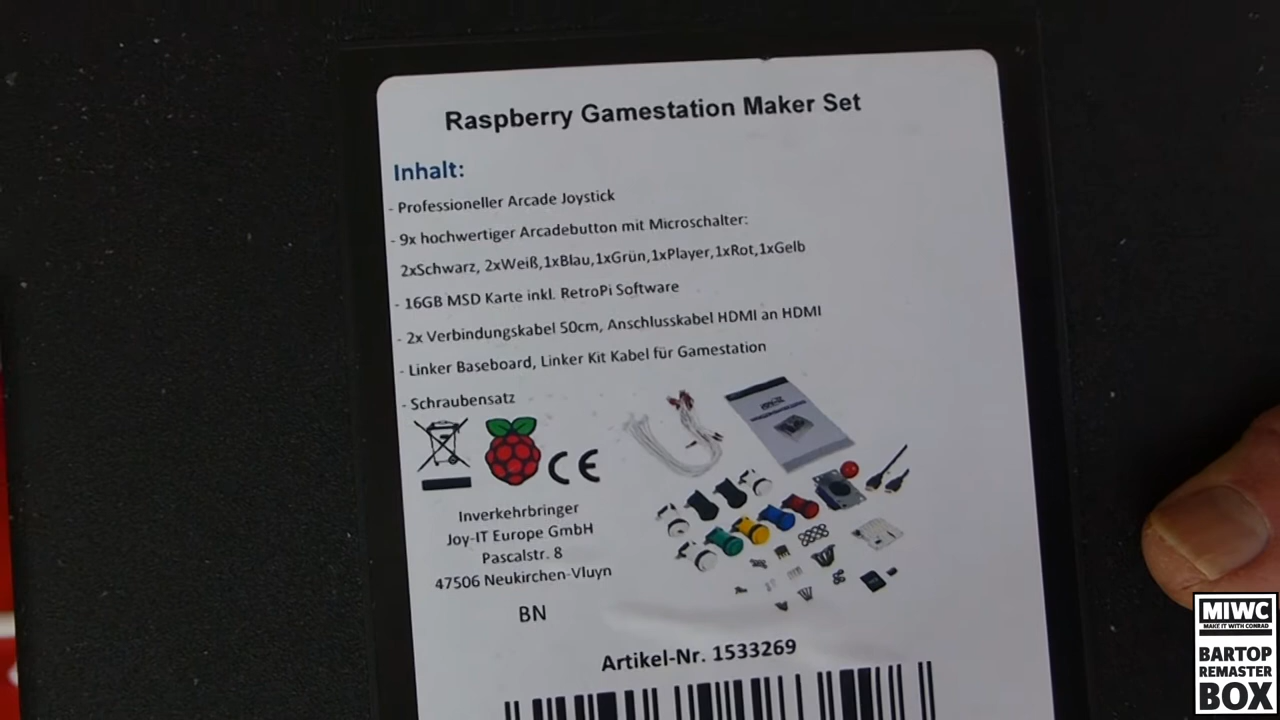 Raspberry Gamestation Maker Set
Inhalt:
- Professioneller Arcade Joystick
- 9x hochwertiger Arcadebutton mit Microschalter:
2xSchwarz, 2xWeiß,1xBlau,1xGrün,1xPlayer,1xRot,1xGelb
- 16GB MSD Karte inkl. RetroPi Software
- 2x Verbindungskabel 50cm, Anschlusskabel HDMI an HDMI
- Linker Baseboard, Linker Kit Kabel für Gamestation
- Schraubensatz
CE
Inverkehrbringer
Joy-IT Europe GmbH
Pascalstr. 8
47506 Neukirchen-Vluyn
BN
Artikel-Nr. 1533269
MIWC
MAKE IT WITH CONRAD
BARTOP
REMASTER
BOX